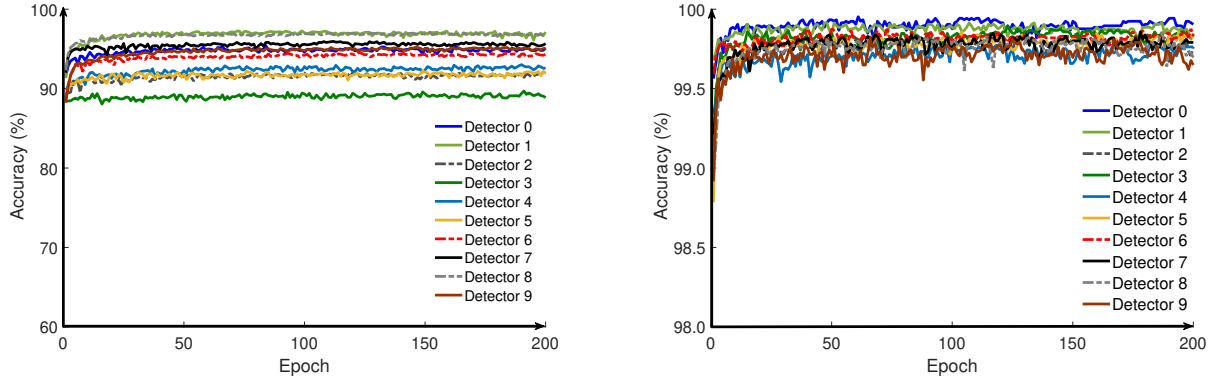 100
90
80
70
60
Accuracy (%)
0
50
100
150
200
Epoch
Detector 0
Detector 1
Detector 2
Detector 3
Detector 4
Detector 5
Detector 6
Detector 7
Detector 8
Detector 9
100
99.5
99.0
98.5
98.0
Accuracy (%)
0
50
100
150
200
Epoch
Detector 0
Detector 1
Detector 2
Detector 3
Detector 4
Detector 5
Detector 6
Detector 7
Detector 8
Detector 9